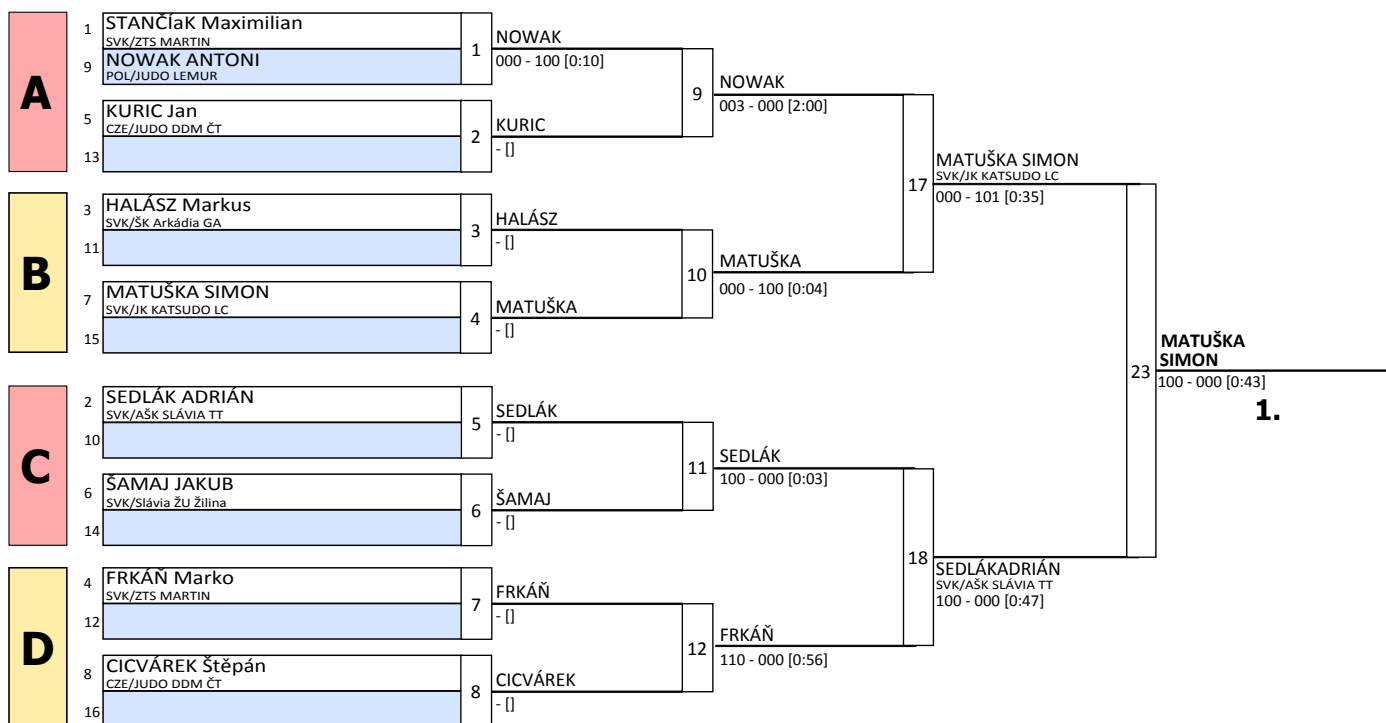 A
1
STANČÍaK Maximilian
SVK/ZTS MARTIN
9
NOWAK ANTONI
POL/JUDO LEMUR
1
NOWAK
000 - 100 [0:10]
5
KURIC Jan
CZE/JUDO DDM ČT
13
2
KURIC
- []
9
NOWAK
003 - 000 [2:00]
B
3
HALÁSZ Markus
SVK/ŠK Arkádia GA
11
3
HALÁSZ
- []
7
MATUŠKA SIMON
SVK/JK KATSUDO LC
15
4
MATUŠKA
- []
10
MATUŠKA
000 - 100 [0:04]
17
MATUŠKA SIMON
SVK/JK KATSUDO LC
000 - 101 [0:35]
C
2
SEDLÁK ADRIÁN
SVK/AŠK SLÁVIA TT
10
5
SEDLÁK
- []
6
ŠAMAJ JAKUB
SVK/Slávia ŽU Žilina
14
6
ŠAMAJ
- []
11
SEDLÁK
100 - 000 [0:03]
D
4
FRKÁŇ Marko
SVK/ZTS MARTIN
12
7
FRKÁŇ
- []
8
CICVÁREK Štěpán
CZE/JUDO DDM ČT
16
8
CICVÁREK
- []
12
FRKÁŇ
110 - 000 [0:56]
18
SEDLÁKADRIÁN
SVK/AŠK SLÁVIA TT
100 - 000 [0:47]
23
MATUŠKA
SIMON
100 - 000 [0:43]
1.